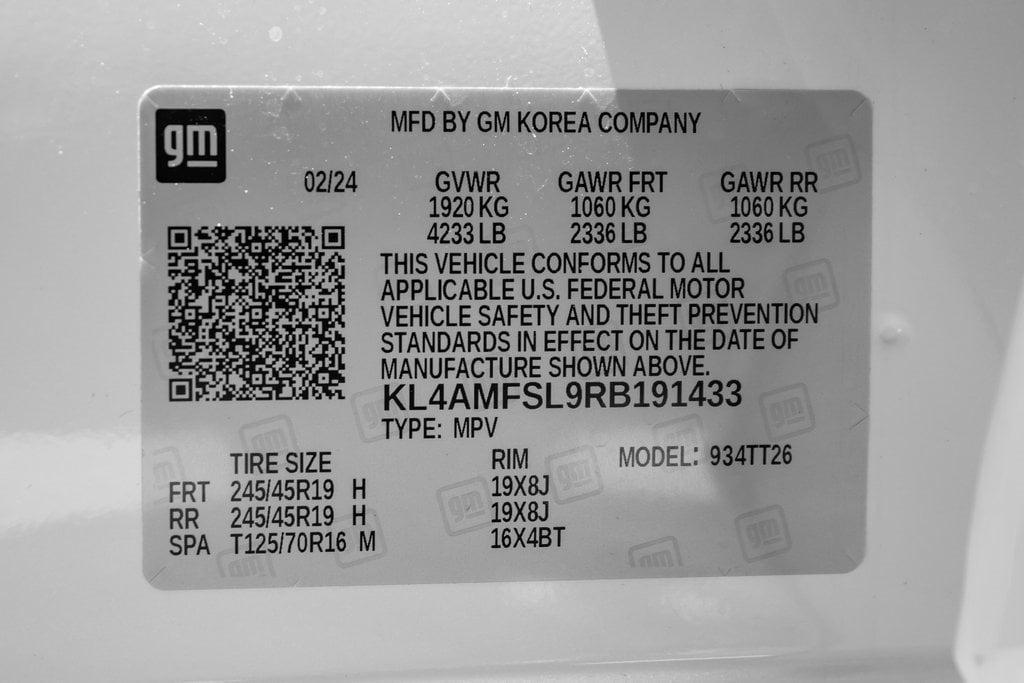 gm
MFD BY GM KOREA COMPANY
02/24 GVWR GAWR FRT GAWR RR
1920 KG 1060 KG 1060 KG
4233 LB 2336 LB 2336 LB
THIS VEHICLE CONFORMS TO ALL
APPLICABLE U.S. FEDERAL MOTOR
VEHICLE SAFETY AND THEFT PREVENTION
STANDARDS IN EFFECT ON THE DATE OF
MANUFACTURE SHOWN ABOVE.
KL4AMFSL9RB191433
TYPE: MPV
TIRE SIZE RIM MODEL: 934TT26
FRT 245/45R19 H 19X8J
RR 245/45R19 H 19X8J
SPA T125/70R16 M 16X4BT